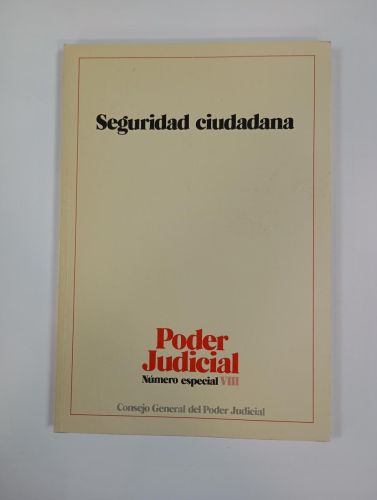 Seguridad ciudadana
Poder
Judicial
Número especial VIII
Consejo General del Poder Judicial